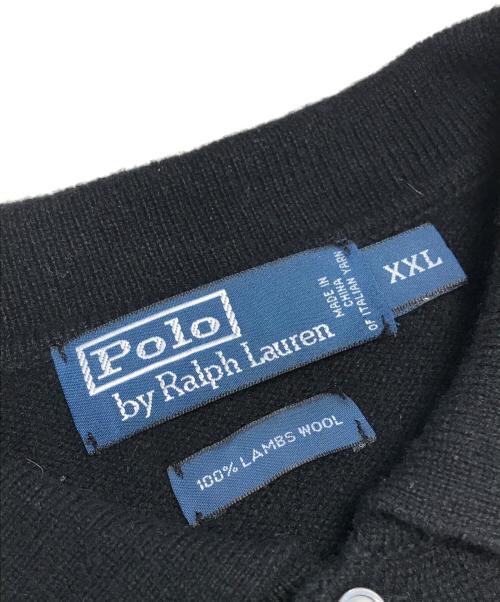 Polo
by Ralph Lauren
MADE IN
CHINA YARN
OF ITALIAN YARN
XXL
100% LAMBS WOOL